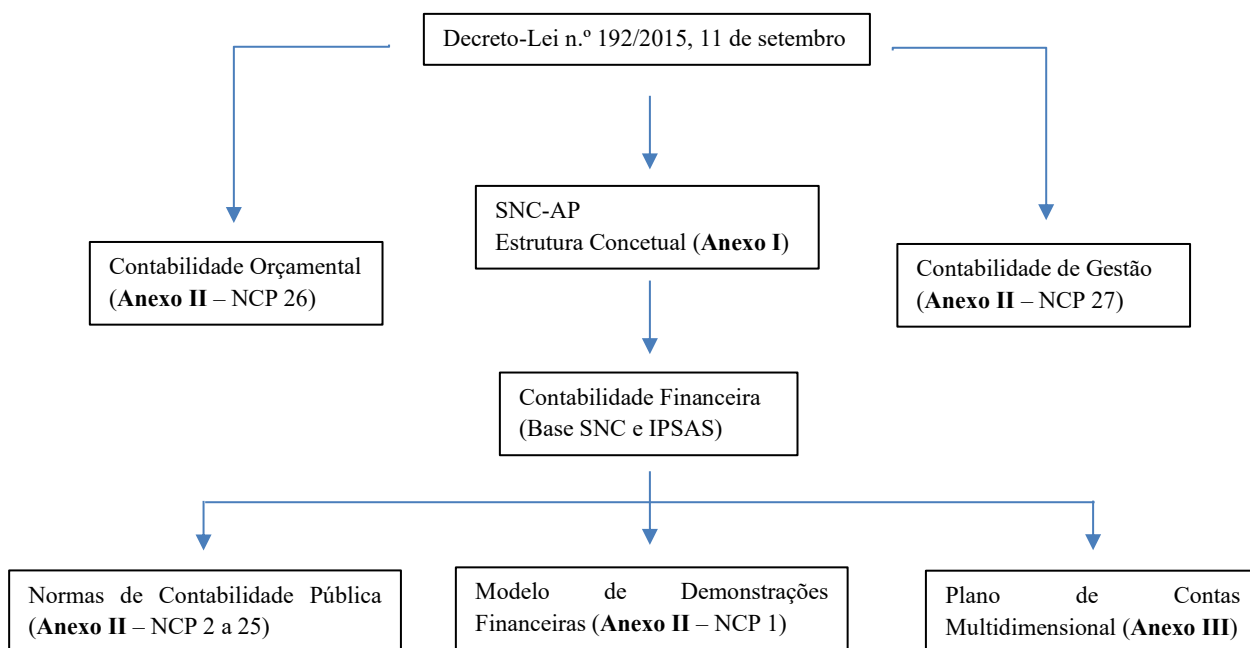 Decreto-Lei n.º 192/2015, 11 de setembro
SNC-AP
Estrutura Concetual (Anexo I)
Contabilidade Orçamental
(Anexo II – NCP 26)
Contabilidade de Gestão
(Anexo II – NCP 27)
Contabilidade Financeira
(Base SNC e IPSAS)
Normas de Contabilidade Pública
(Anexo II – NCP 2 a 25)
Modelo de Demonstrações
Financeiras (Anexo II – NCP 1)
Plano de Contas
Multidimensional (Anexo III)